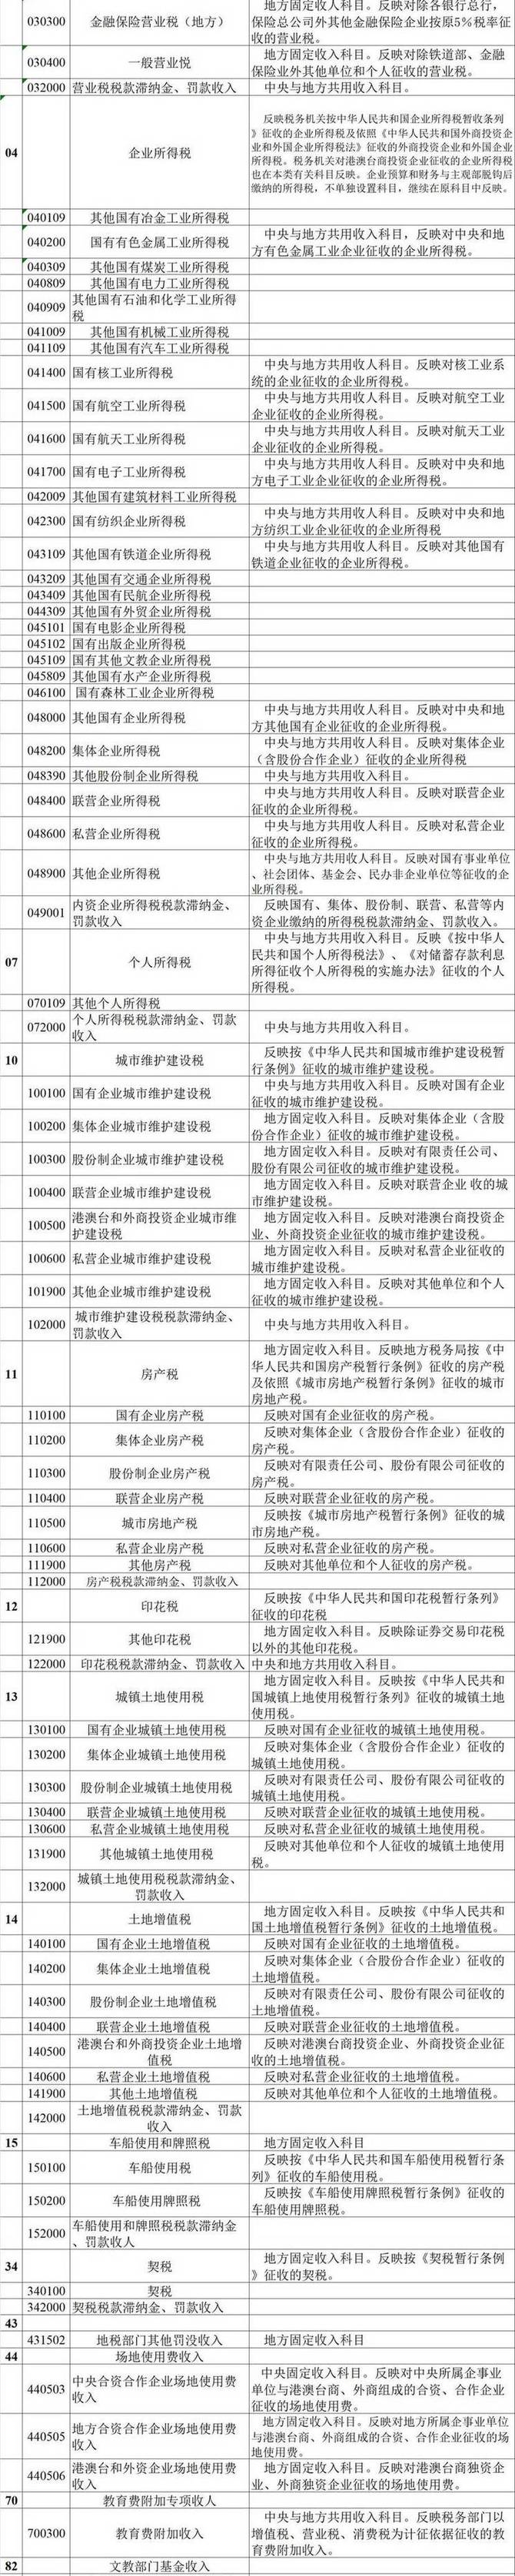 地方固定收人科目。反映对除各银行总行，
030300 金融保险营业税（地方） 保险总公司外其他金融保险企业按原5%税率征
收的营业税。
030400 一般营业悦 地方固定收入科目。反映对除铁道部、金融
保险业外其他单位和个人征收的营业税。
032000 营业税税款滞纳金、罚款收入 中央与地方共用收入科目。
04 企业所得税
反映税务机关按中华人民共和国企业所得税暂收条列
》征收的企业所得税及依照《中华人民共和国外商投资企
业和外国企业所得税法》征收的外商投资企业和外国企业
所得税。税务机关对港澳台商投资企业征收的企业所得税
也在本类有关科目反映。企业预算和财务与主观部脱钩后
缴纳的所得税，不单独设置科目，继续在原科目中反映。
040109 其他国有冶金工业所得税
040200 国有有色金属工业所得税 中央与地方共用收入科目，反映对中央和地
方有色金属工业企业征收的企业所得税。
040309 其他国有煤炭工业所得税
040809 其他国有电力工业所得税
040909 其他国有石油和化学工业所得
税
041009 其他国有机械工业所得税
041109 其他国有汽车工业所得税
041400 国有核工业所得税 中央与地方共用收人科目。反映对核工业系
统的企业征收的企业所得税。
041500 国有航空工业所得税 中央与地方共用收人科目。反映对航空工业
企业征收的企业所得税。
041600 国有航天工业所得税 中央与地方共用收人科目。反映对航天工业
企业征收的企业所得税。
041700 国有电子工业所得税 中央与地方共用收人科目。反映对中央和地
方电子工业企业征收的企业所得税。
042009 其他国有建筑材料工业所得税
042300 国有纺织企业所得税 中央与地方共用收人科目。反映对中央和地
方纺织工业企业征收的企业所得税
043109 其他国有铁道企业所得税 中央与地方共用收人科目。反映对其他国有
铁道企业征收的企业所得税。
043209 其他国有交通企业所得税
043409 其他国有民航企业所得税
044309 其他国有外贸企业所得税
045101 国有电影企业所得税
045102 国有出版企业所得税
045109 国有其他文教企业所得税
045809 其他国有水产企业所得税
046100 国有森林工业企业所得税
048000 其他国有企业所得税 中央与地方共用收人科目。反映对中央和地
方其他国有企业征收的企业所得税。
048200 集体企业所得税 中央与地方共用收人科目。反映对集体企业
（含股份合作企业）征收的企业所得税
048390 其他股份制企业所得税 中央与地方共用收人科目。
048400 联营企业所得税 中央与地方共用收人科目。反映对联营企业
征收的企业所得税。
048600 私营企业所得税 中央与地方共用收人科目。反映对私营企业
征收的企业所得税。
048900 其他企业所得税 中央与地方共用收人科目。反映对国有事业单位
、社会团体、基金会、民办非企业单位等征收的企
业所得税。
049001 内资企业所得税税款滞纳金、
罚款收入 反映国有、集体、股份制、联营、私营等内
资企业缴纳的所得税税款滞纳金、罚款收入。
07 个人所得税 中央与地方共用收人科目。反映《按中华人
民共和国个人所得税法》、《对储蓄存款利息
所得征收个人所得税的实施办法》征收的个人
所得税。
070109 其他个人所得税
072000 个人所得税税款滞纳金、罚款
收入 中央与地方共用收入科目。
10 城市维护建设税 反映按《中华人民共和国城市维护建设税暂
行条例》征收的城市维护建设税。
100100 国有企业城市维护建设税 中央与地方共用收入科目。反映对国有企业
征收的城市维护建设税。
100200 集体企业城市维护建设税 地方固定收入科目。反映对集体企业（含股
份合作企业）征收的城市维护建设税。
100300 股份制企业城市维护建设税 地方固定收入科目。反映对有限责任公司、
股份有限公司征收的城市维护建设税。
100400 联营企业城市维护建设税 地方固定收入科目。反映对联营企业 收的城
市维护建设税。
100500 港澳台和外商投资企业城市维
护建设税 地方固定收入科目。反映对港澳台商投资企
业、外商投资企业征收的城市维护建设税。
100600 私营企业城市维护建设税 地方固定收入科目。反映对私营企业征收的
城市维护建设税。
101900 其他企业城市维护建设税 地方固定收入科目。反映对其他单位和个人
征收的城市维护建设税。
102000 城市维护建设税税款滞纳金、
罚款收入 中央与地方共用收入科目。
11 房产税 地方固定收入科目。反映地方税务局按《中
华人民共和国房产税暂行条例》征收的房产税
及依照《城市房地产税暂行条例》征收的城市
房地产税。
110100 国有企业房产税 反映对国有企业征收的房产税。
110200 集体企业房产税 反映对集体企业（含股份合作企业）征收的
房产税。
110300 股份制企业房产税 反映对有限责任公司、股份有限公司征收的
房产税。
110400 联营企业房产税 反映对联营企业征收的房产税。
110500 城市房地产税 反映按《城市房地产税暂行条例》征收的城
市房地产税。
110600 私营企业房产税 反映对私营企业征收的房产税。
111900 其他房产税 反映对其他单位和个人征收的房产税。
112000 房产税税款滞纳金、罚款收入
12 印花税 反映按《中华人民共和国印花税暂行条列》
征收的印花税
121900 其他印花税 地方固定收入科目。反映除证券交易印花税
以外的其他印花税。
122000 印花税税款滞纳金、罚款收入 中央和地方共用收入科目。
13 城镇土地使用税 地方固定收入科目。反映按《中华人民共和
国城镇上地使用税暂行条列》征收的城镇土地
使用税。
130100 国有企业城镇土地使用税 反映对国有企业征收的城镇土地使用税。
130200 集体企业城镇土地使用税 反映对集体企业（含股份合作企业）征收的
城镇土地使用税。
130300 股份制企业城镇土地使用税 反映对有限责任公司、股份有限公司征收的
城镇土地使用税。
130400 联营企业城镇土地使用税 反映对联营企业征收的城镇土地使用税。
130600 私营企业城镇土地使用税 反映对私营企业征收的城镇土地使用税。
131900 其他城镇土地使用税 反映对其他单位和个人征收的城镇土地使用
税。
132000 城镇土地使用税税款滞纳金、
罚款收入
14 土地增值税 地方固定收入科目。反映按《中华人民共和
国土地增值税暂行条例》征收的土地增值税。
140100 国有企业土地增值税 反映对国有企业征收的土地增值税。
140200 集体企业土地增值税 反映对集体企业（合股份合作企业）征收的
土地增值税。
140300 股份制企业土地增值税 反映对有限责任公司、股份有限公司征收的
土地增值税。
140400 联营企业土地增值税 反映对联营企业征收的土地增值税。
140500 港澳台和外商投资企业土地增
值税 反映对港澳台商投资企业、外商投资企业征
收的土地增值税。
140600 私营企业土地增值税 反映对私营企业征收的土地增值税。
141900 其他土地增值税 反映对其他单位和个人征收的土地增值税。
142000 土地增值税税款滞纳金、罚款
收入
15 车船使用和牌照税 地方固定收入科目
150100 车船使用税 反映按《中华人民共和国车船使用税暂行条
列》征收的车船使用税。
150200 车船使用牌照税 反映按《车船使用牌照税暂行条例》征收的
车船使用牌照税。
152000 车船使用和牌照税税款滞纳金
、罚款收人
34 契税 地方固定收入科目。反映按《契税暂行条例
》征收的契税。
340100 契税
342000 契税税款滞纳金、罚款收入
43
431502 地税部门其他罚没收入 地方固定收入科目
44 场地使用费收入
440503 中央合资合作企业场地使用费
收入 中央固定收入科目。反映对中央所属企事业
单位与港澳台商、外商组成的合资、合作企业
征收的场地使用费。
440505 地方合资合作企业场地使用费
收入 地方固定收入科目。反映对地方所属企事业单位
与港澳台商、外商组成的合资、合作企业征收的场
地使用费。
440506 港澳台和外资企业场地使用费
收入 地方固定收入科目。反映对港澳台商独资企
业、外商独资企业征收的场地使用费。
70 教育费附加专项收人
700300 教育费附加收入 中央与地方共用收入科目。反映税务部门以
增值税、营业税、消费税为计征依据征收的教
育费附加收入。
82 文教部门基金收入